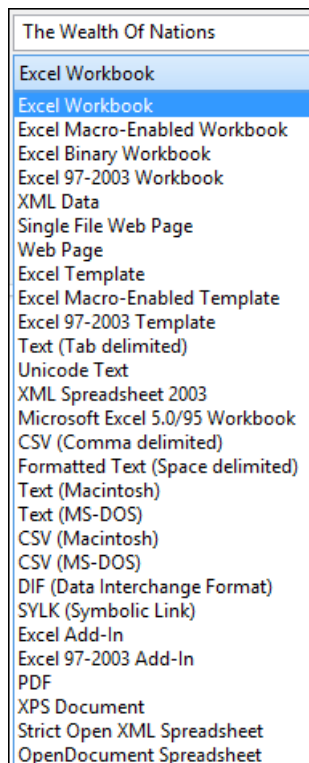 The Wealth Of Nations
Excel Workbook
Excel Workbook
Excel Macro-Enabled Workbook
Excel Binary Workbook
Excel 97-2003 Workbook
XML Data
Single File Web Page
Web Page
Excel Template
Excel Macro-Enabled Template
Excel 97-2003 Template
Text (Tab delimited)
Unicode Text
XML Spreadsheet 2003
Microsoft Excel 5.0/95 Workbook
CSV (Comma delimited)
Formatted Text (Space delimited)
Text (Macintosh)
Text (MS-DOS)
CSV (Macintosh)
CSV (MS-DOS)
DIF (Data Interchange Format)
SYLK (Symbolic Link)
Excel Add-In
Excel 97-2003 Add-In
PDF
XPS Document
Strict Open XML Spreadsheet
OpenDocument Spreadsheet